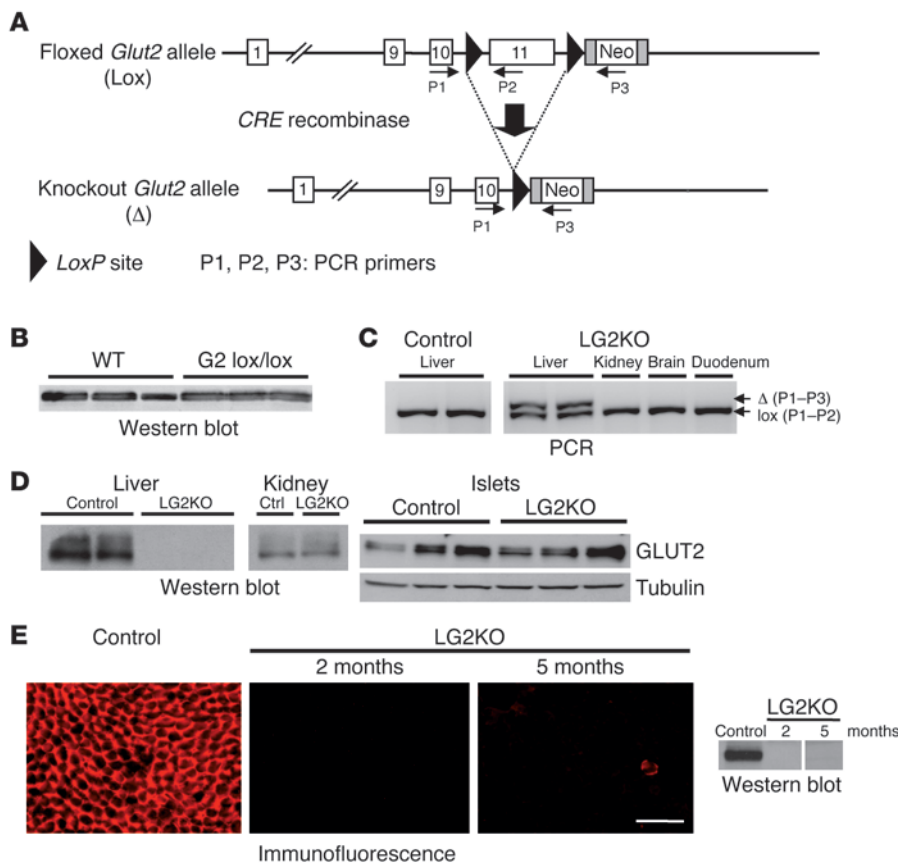 A
Floxed Glut2 allele
(Lox)
1 9 10 11 Neo
P1 P2 P3
CRE recombinase
Knockout Glut2 allele
(Δ)
1 9 10 Neo
P1 P3
LoxP site P1, P2, P3: PCR primers
B
WT G2 lox/lox
Western blot
C
Control LG2KO
Liver Liver Kidney Brain Duodenum
Δ (P1–P3)
lox (P1–P2)
PCR
D
Liver Kidney Islets
Control LG2KO Ctrl LG2KO Control LG2KO
GLUT2
Tubulin
Western blot
E
Control LG2KO
2 months 5 months
LG2KO
Control 2 5 months
Western blot
Immunofluorescence